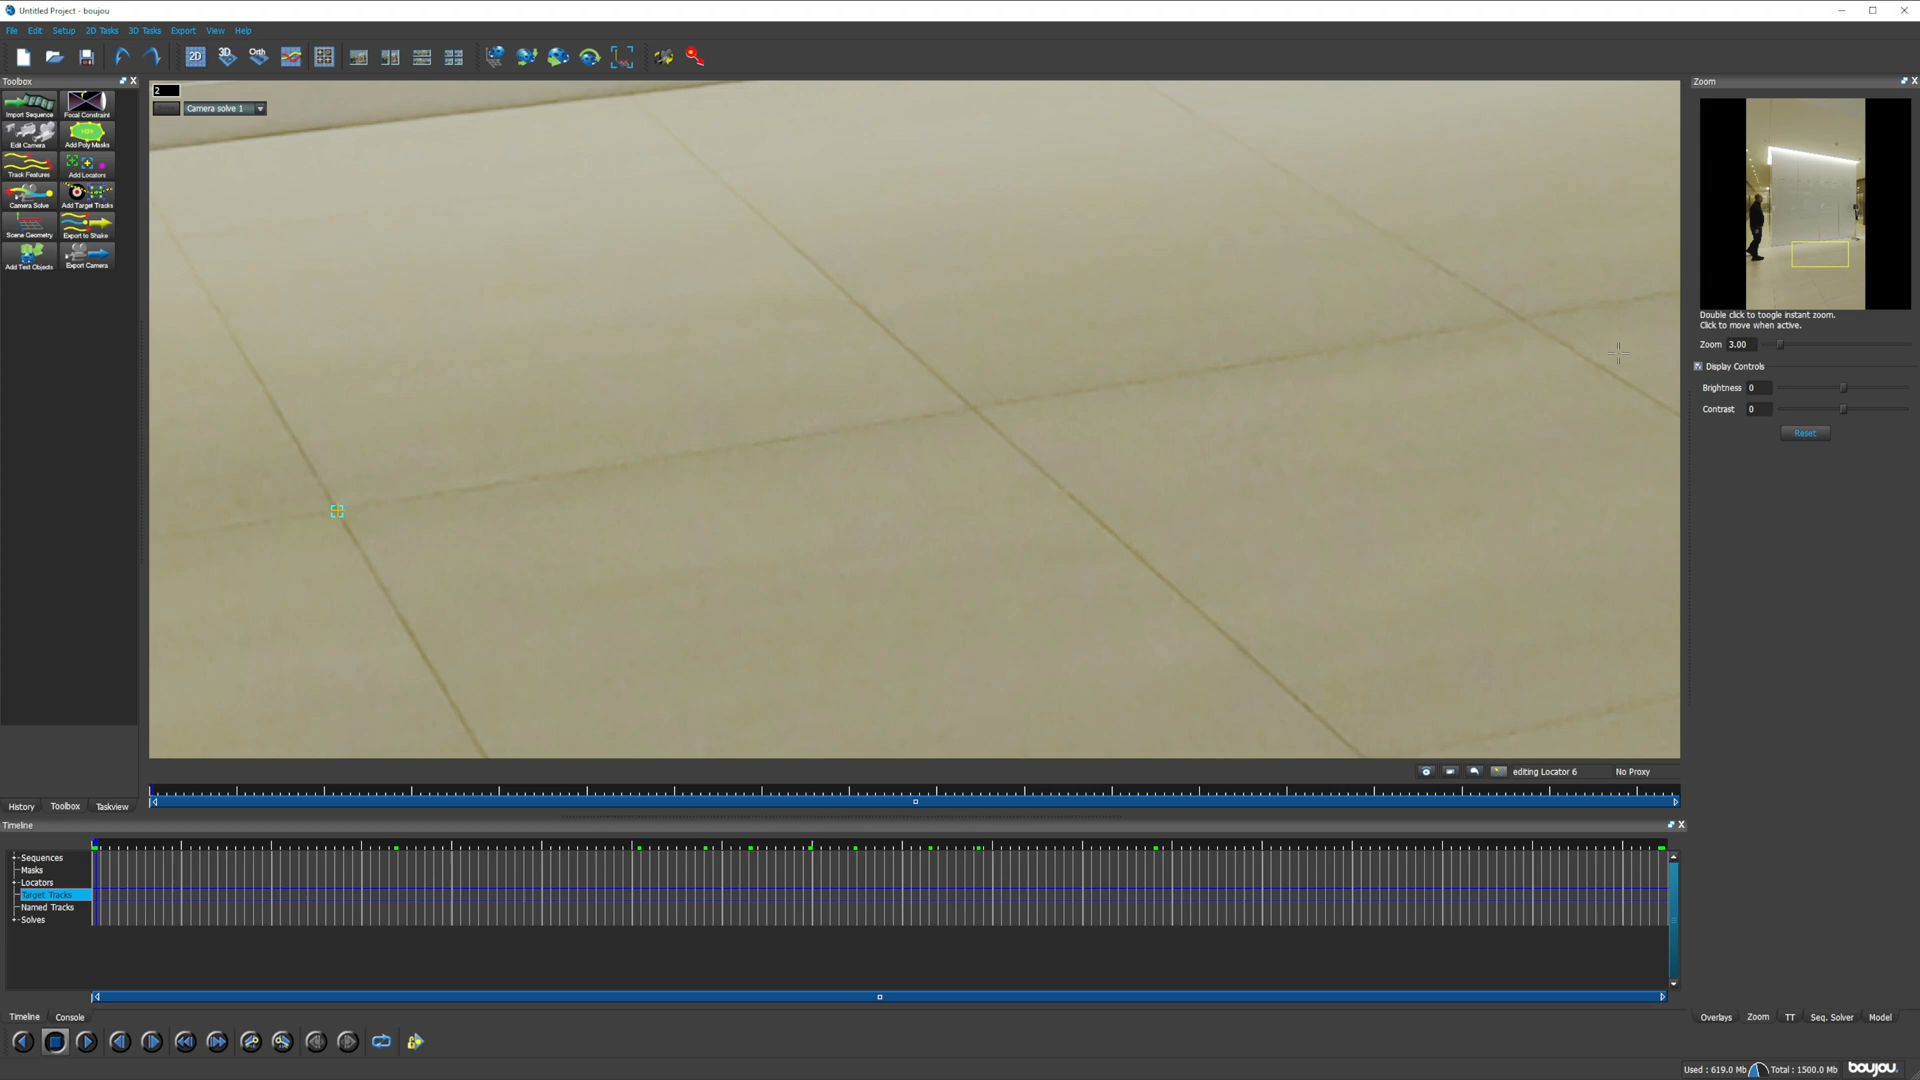 Untitled Project - boujou
File Edit Setup 2D Tasks 3D Tasks Export View Help
2D 3D Orth
Toolbox
Import Sequence Focal Constraint
Edit Camera Add Poly Masks
Track Features Add Locators
Camera Solve Add Target Tracks
Scene Geometry Export to Shake
Add Test Objects Export Camera
2
Camera solve 1
Zoom
Double click to toogle instant zoom.
Click to move when active.
Zoom 3.00
Display Controls
Brightness 0
Contrast 0
Reset
editing Locator 6 No Proxy
History Toolbox Taskview
Timeline
Sequences
Masks
Locators
Target Tracks
Named Tracks
Solves
Timeline Console
Overlays Zoom TT Seq. Solver Model
Used : 619.0 Mb Total : 1500.0 Mb boujou